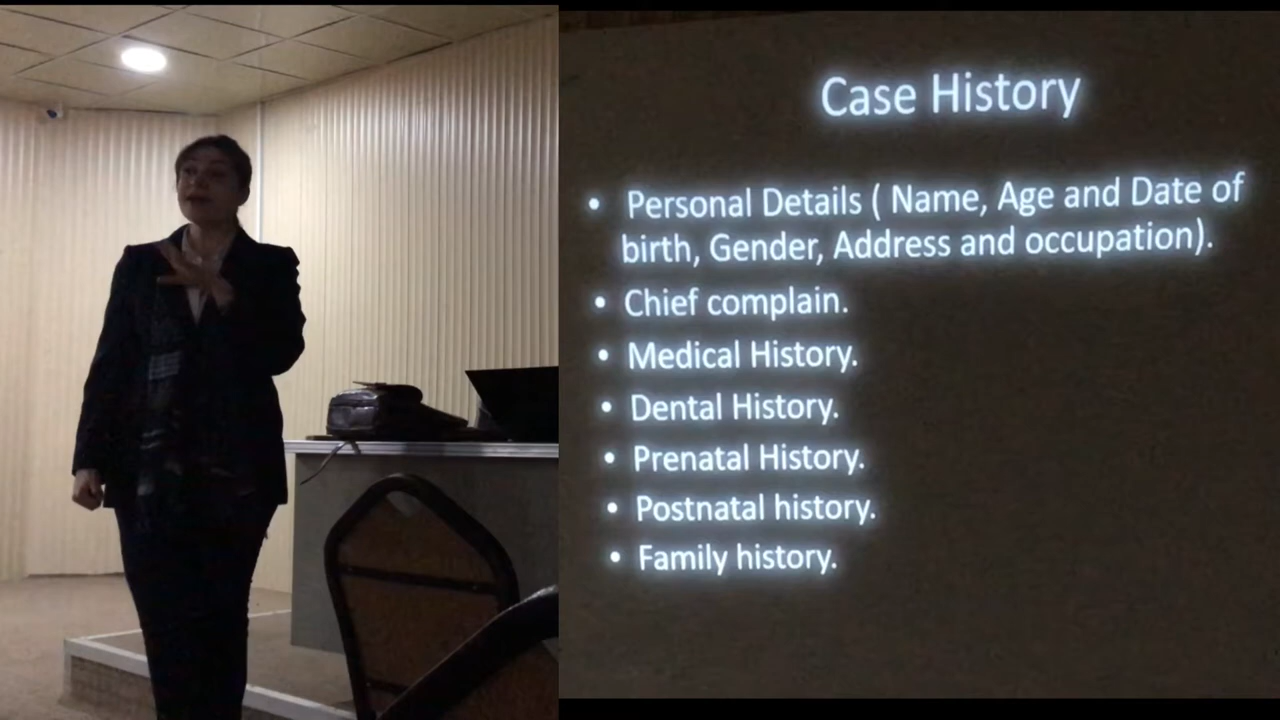 Case History
• Personal Details ( Name, Age and Date of
birth, Gender, Address and occupation).
• Chief complain.
• Medical History.
• Dental History.
• Prenatal History.
• Postnatal history.
• Family history.